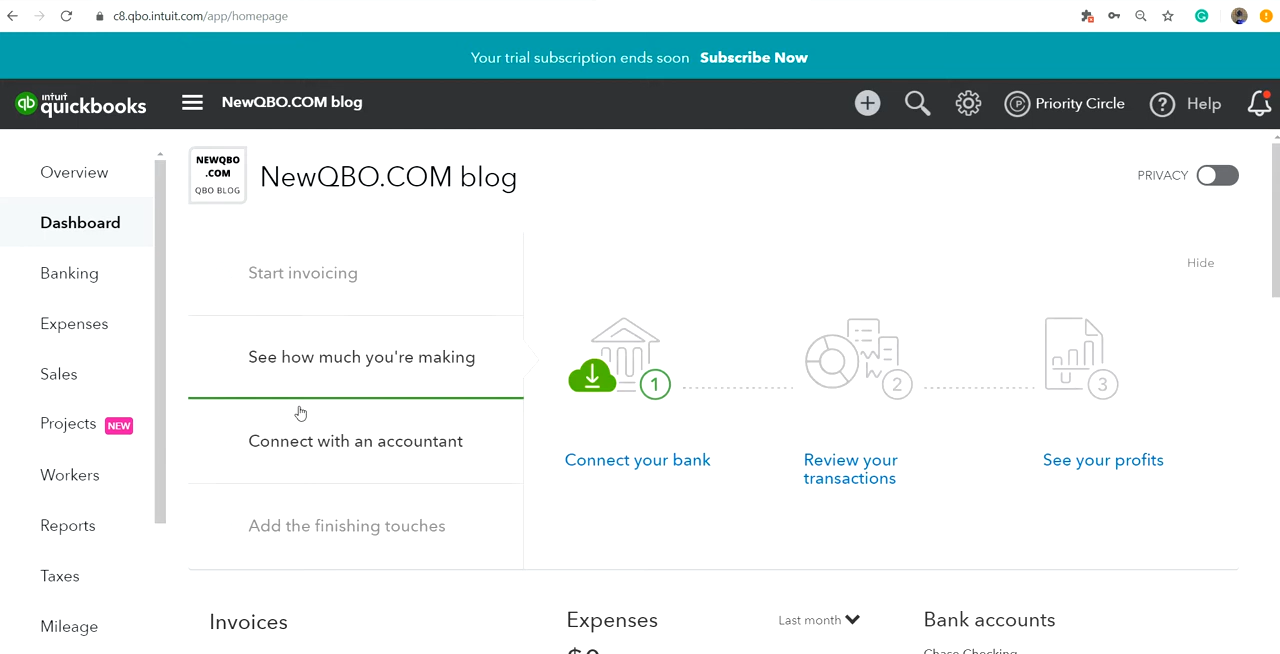 c8.qbo.intuit.com/app/homepage
Your trial subscription ends soon Subscribe Now
intuit
quickbooks
NewQBO.COM blog
Priority Circle
Help
Overview
Dashboard
Banking
Expenses
Sales
Projects NEW
Workers
Reports
Taxes
Mileage
NEWQBO
.COM
QBO BLOG
NewQBO.COM blog
PRIVACY
Start invoicing
See how much you're making
Connect with an accountant
Add the finishing touches
Hide
1
2
3
Connect your bank
Review your
transactions
See your profits
Invoices
Expenses
Last month
Bank accounts
Chase Checking